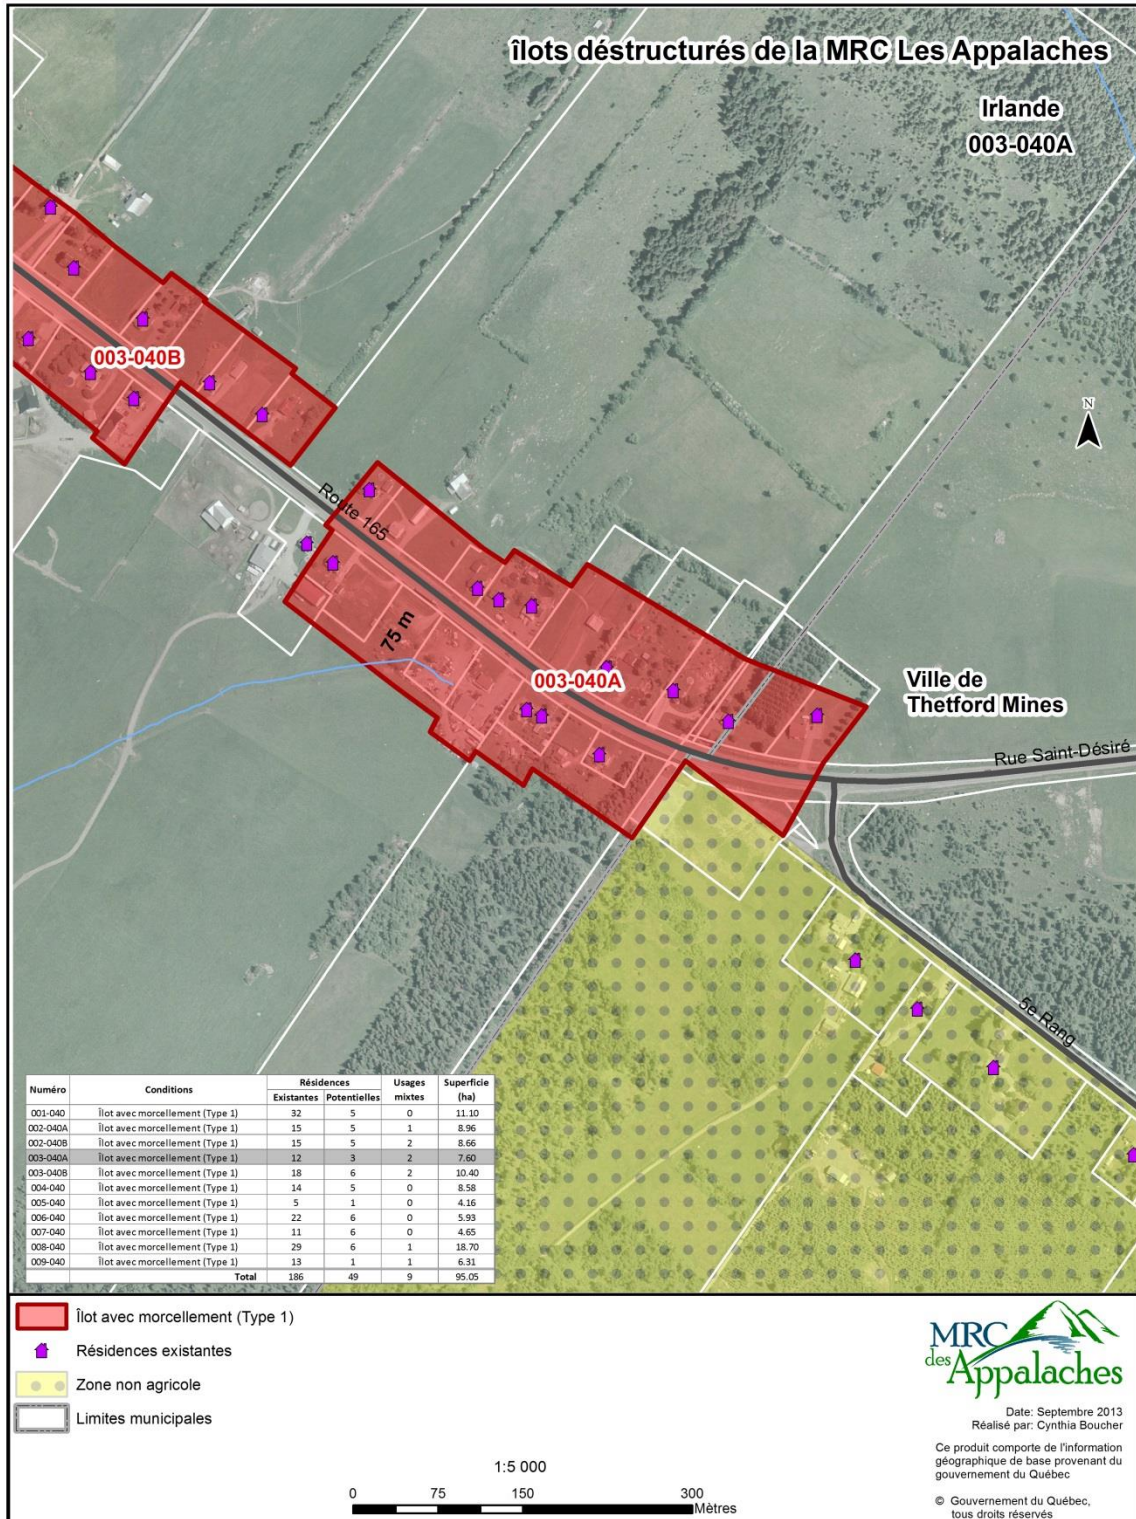 îlots déstructurés de la MRC Les Appalaches
Irlande
003-040A
N
003-040B
Route 165
75 m
003-040A
Ville de
Thetford Mines
Rue Saint-Désiré
5e Rang
Numéro Conditions Résidences Usages mixtes Superficie (ha)
Existantes Potentielles
001-040 Îlot avec morcellement (Type 1) 32 5 0 11.10
002-040A Îlot avec morcellement (Type 1) 15 5 1 8.96
002-040B Îlot avec morcellement (Type 1) 15 5 2 8.66
003-040A Îlot avec morcellement (Type 1) 12 3 2 7.60
003-040B Îlot avec morcellement (Type 1) 18 6 2 10.40
004-040 Îlot avec morcellement (Type 1) 14 5 0 8.58
005-040 Îlot avec morcellement (Type 1) 5 1 0 4.16
006-040 Îlot avec morcellement (Type 1) 22 6 0 5.93
007-040 Îlot avec morcellement (Type 1) 11 6 0 4.65
008-040 Îlot avec morcellement (Type 1) 29 6 1 18.70
009-040 Îlot avec morcellement (Type 1) 13 1 1 6.31
Total 186 49 9 95.05
Îlot avec morcellement (Type 1)
Résidences existantes
Zone non agricole
Limites municipales
1:5 000
0 75 150 300
Mètres
MRC
des Appalaches
Date: Septembre 2013
Réalisé par: Cynthia Boucher
Ce produit comporte de l'information
géographique de base provenant du
gouvernement du Québec
© Gouvernement du Québec,
tous droits réservés